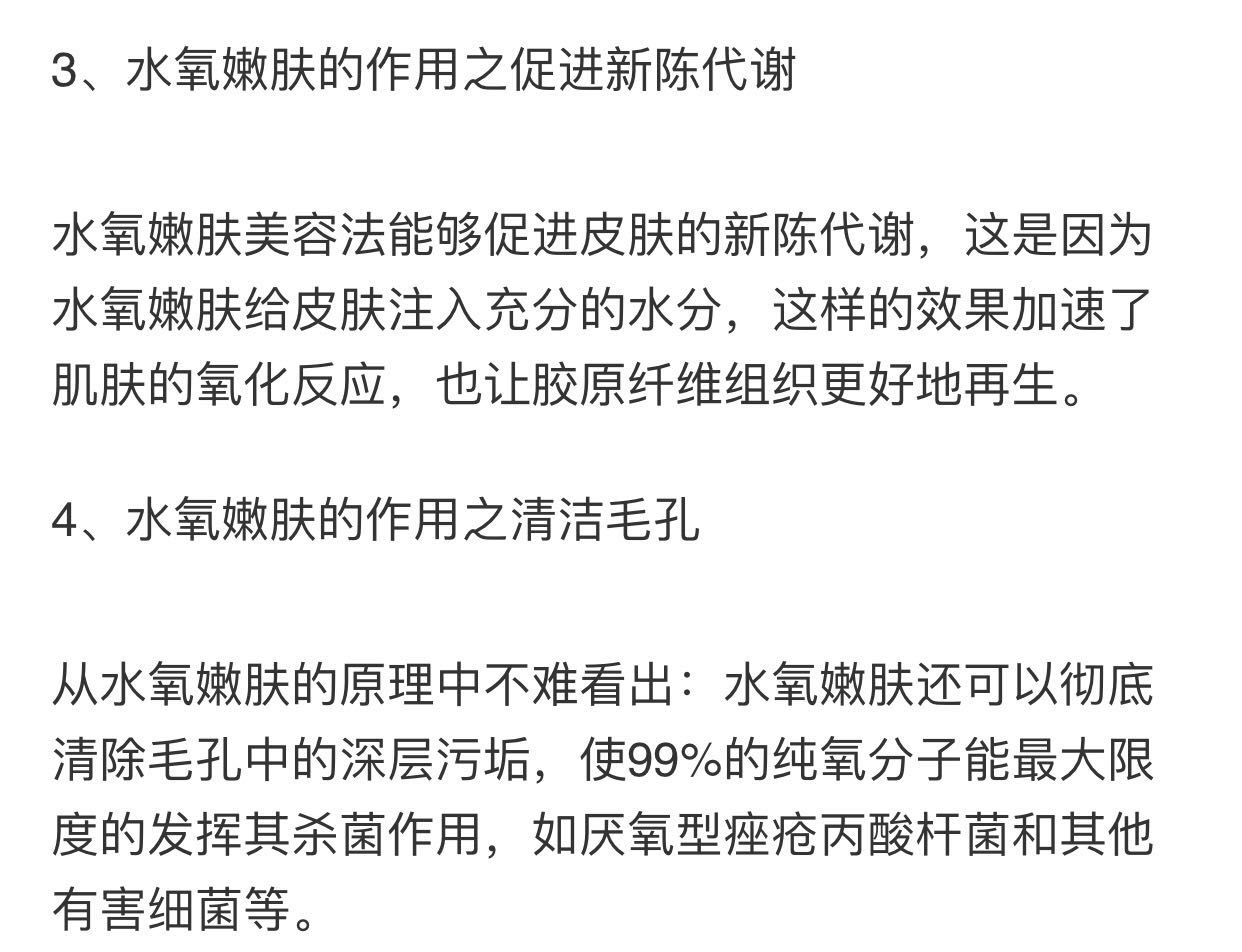 3、水氧嫩肤的作用之促进新陈代谢
水氧嫩肤美容法能够促进皮肤的新陈代谢，这是因为
水氧嫩肤给皮肤注入充分的水分，这样的效果加速了
肌肤的氧化反应，也让胶原纤维组织更好地再生。
4、水氧嫩肤的作用之清洁毛孔
从水氧嫩肤的原理中不难看出：水氧嫩肤还可以彻底
清除毛孔中的深层污垢，使99%的纯氧分子能最大限
度的发挥其杀菌作用，如厌氧型痤疮丙酸杆菌和其他
有害细菌等。